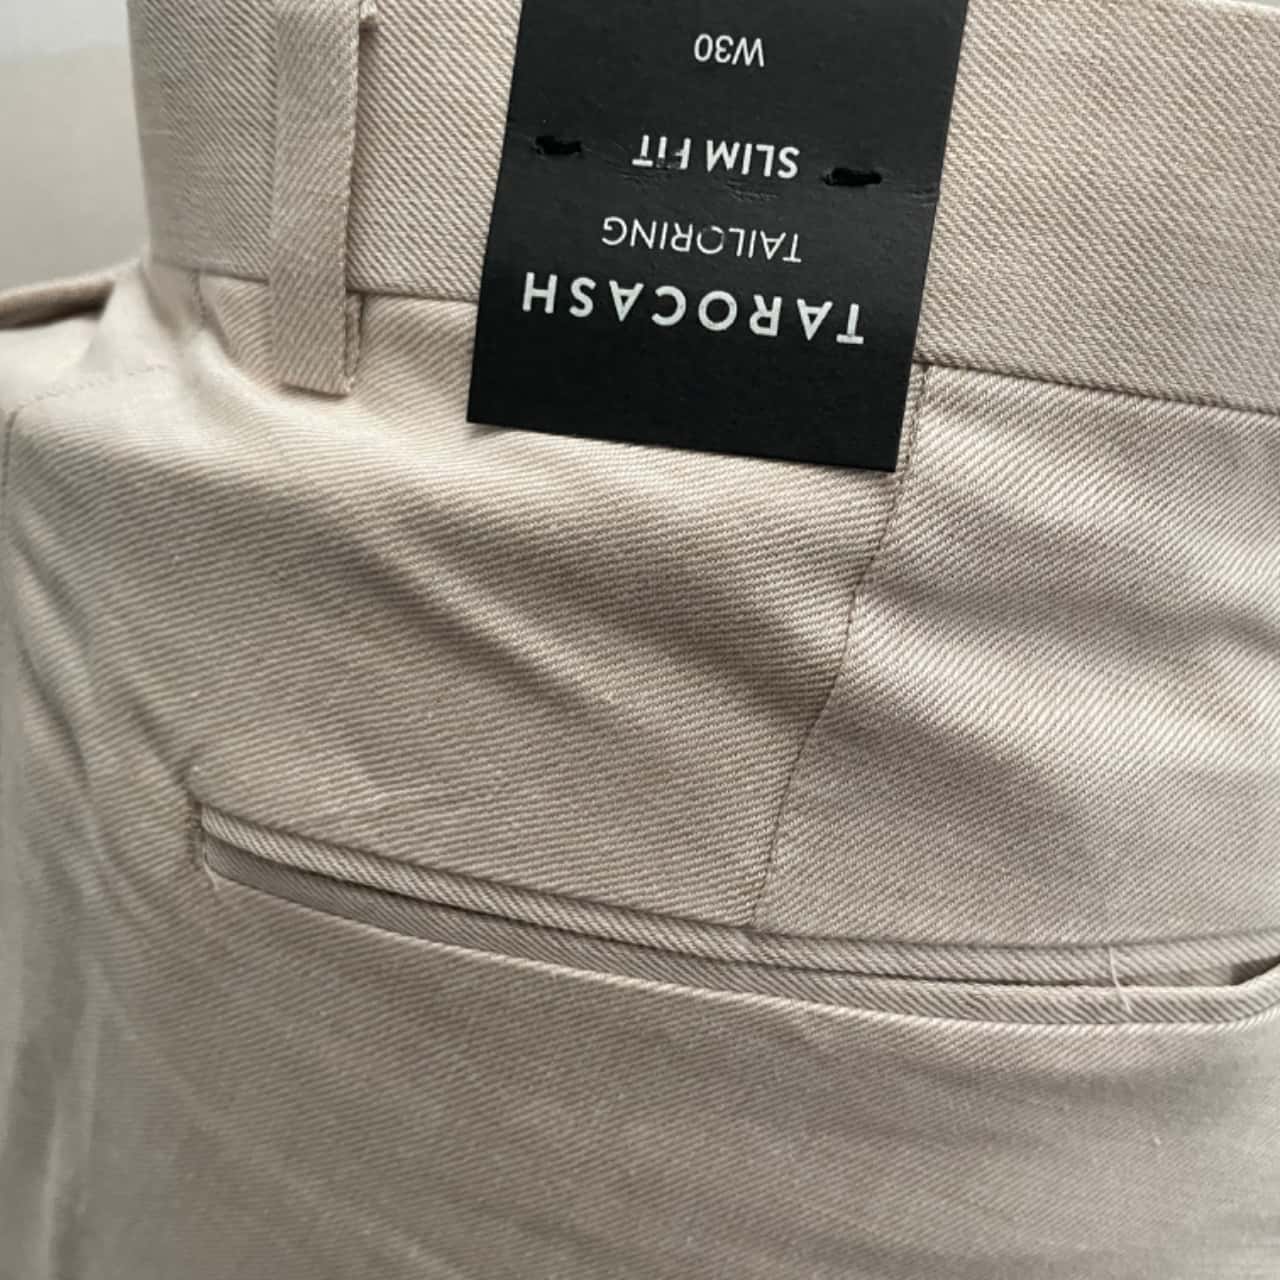 TAROCASH
TAILORING
SLIM FIT
W30